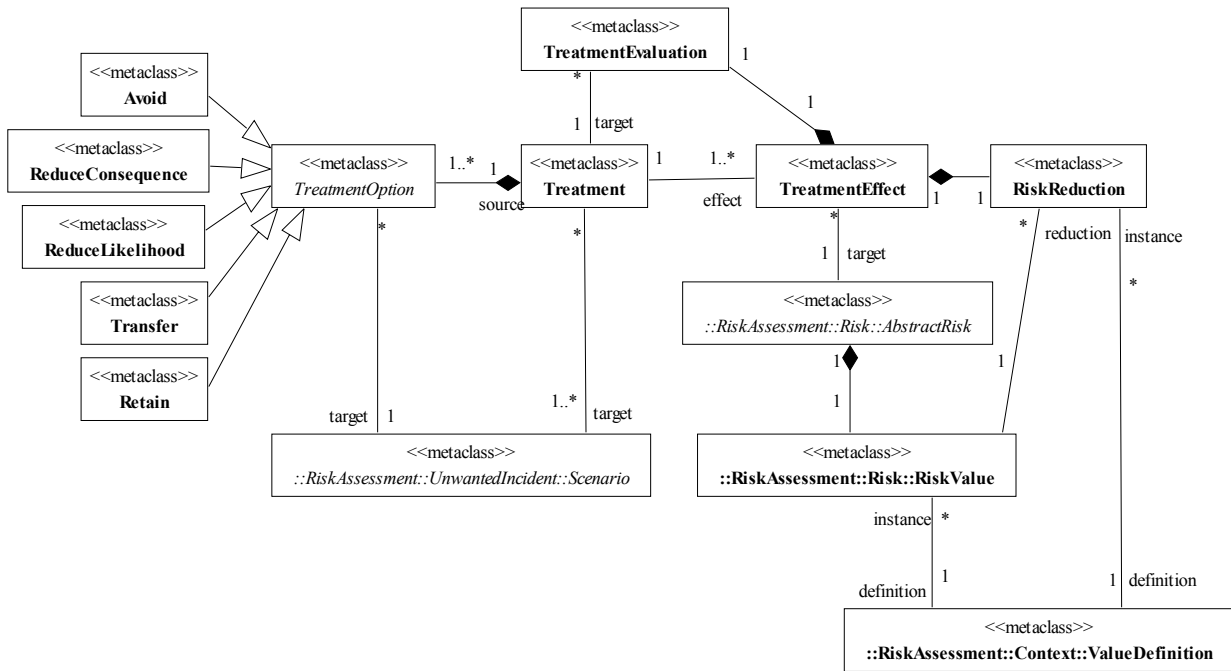 <<metaclass>>
TreatmentEvaluation
1
*
1
1 target
<<metaclass>>
Avoid
<<metaclass>>
ReduceConsequence
<<metaclass>>
ReduceLikelihood
<<metaclass>>
Transfer
<<metaclass>>
Retain
<<metaclass>>
TreatmentOption
1..*
1
source
<<metaclass>>
Treatment
1
1..*
effect
<<metaclass>>
TreatmentEffect
1
1
<<metaclass>>
RiskReduction
*
*
*
1 target
*
reduction
instance
*
<<metaclass>>
::RiskAssessment::Risk::AbstractRisk
1
1
1
target 1
1..*
target
<<metaclass>>
::RiskAssessment::UnwantedIncident::Scenario
<<metaclass>>
::RiskAssessment::Risk::RiskValue
instance *
definition
1
1 definition
<<metaclass>>
::RiskAssessment::Context::ValueDefinition